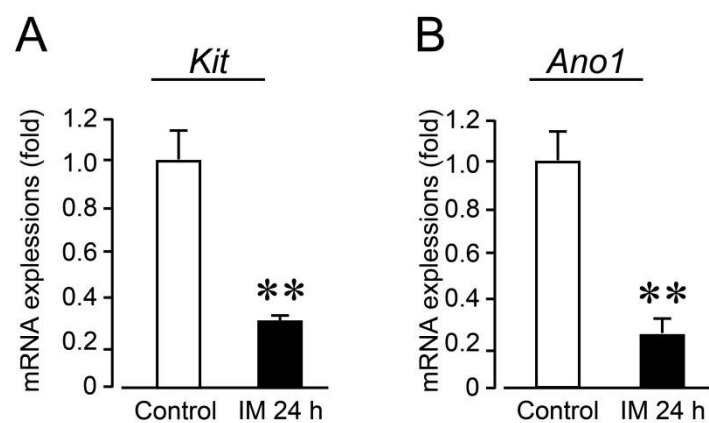 A
Kit
mRNA explessions (fold)
1.2
1.0
0.8
0.6
0.4
0.2
0
**
Control IM 24 h
B
Ano1
mRNA explessions (fold)
1.2
1.0
0.8
0.6
0.4
0.2
0
**
Control IM 24 h